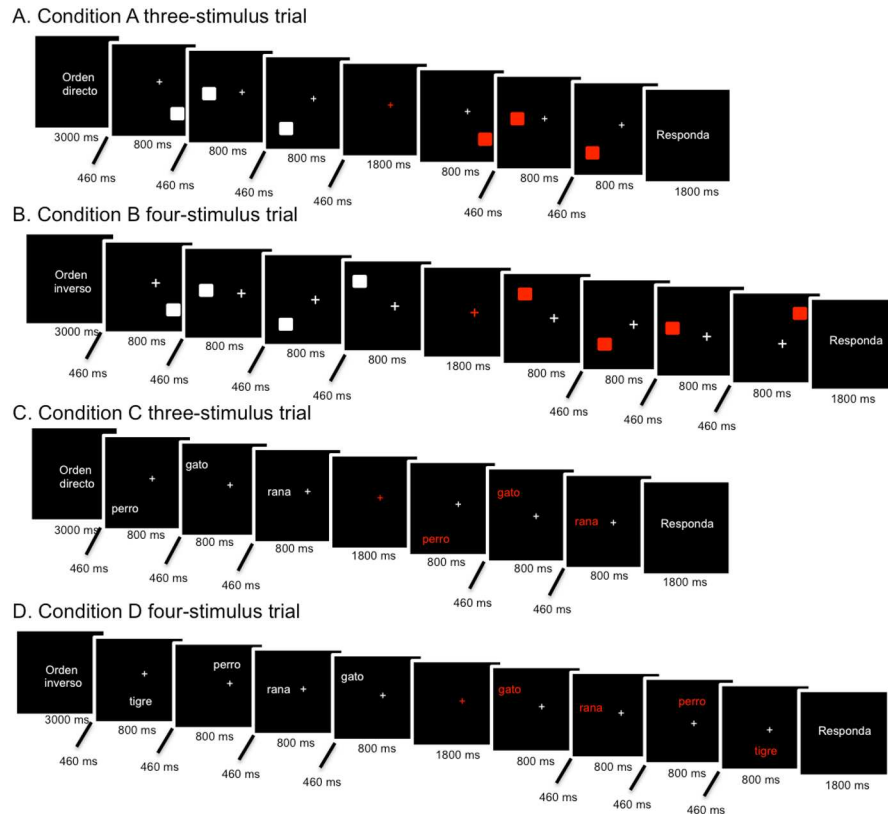 A. Condition A three-stimulus trial
Orden
directo
Responda
3000 ms
800 ms
800 ms
800 ms
1800 ms
800 ms
800 ms
800 ms
1800 ms
460 ms
460 ms
460 ms
460 ms
460 ms
B. Condition B four-stimulus trial
Orden
inverso
Responda
3000 ms
800 ms
800 ms
800 ms
800 ms
1800 ms
800 ms
800 ms
800 ms
800 ms
1800 ms
460 ms
460 ms
460 ms
460 ms
460 ms
460 ms
460 ms
C. Condition C three-stimulus trial
Orden
directo
perro
gato
rana
perro
gato
rana
Responda
3000 ms
800 ms
800 ms
800 ms
1800 ms
800 ms
800 ms
800 ms
1800 ms
460 ms
460 ms
460 ms
460 ms
460 ms
D. Condition D four-stimulus trial
Orden
inverso
tigre
perro
rana
gato
gato
rana
perro
tigre
Responda
3000 ms
800 ms
800 ms
800 ms
800 ms
1800 ms
800 ms
800 ms
800 ms
800 ms
1800 ms
460 ms
460 ms
460 ms
460 ms
460 ms
460 ms
460 ms